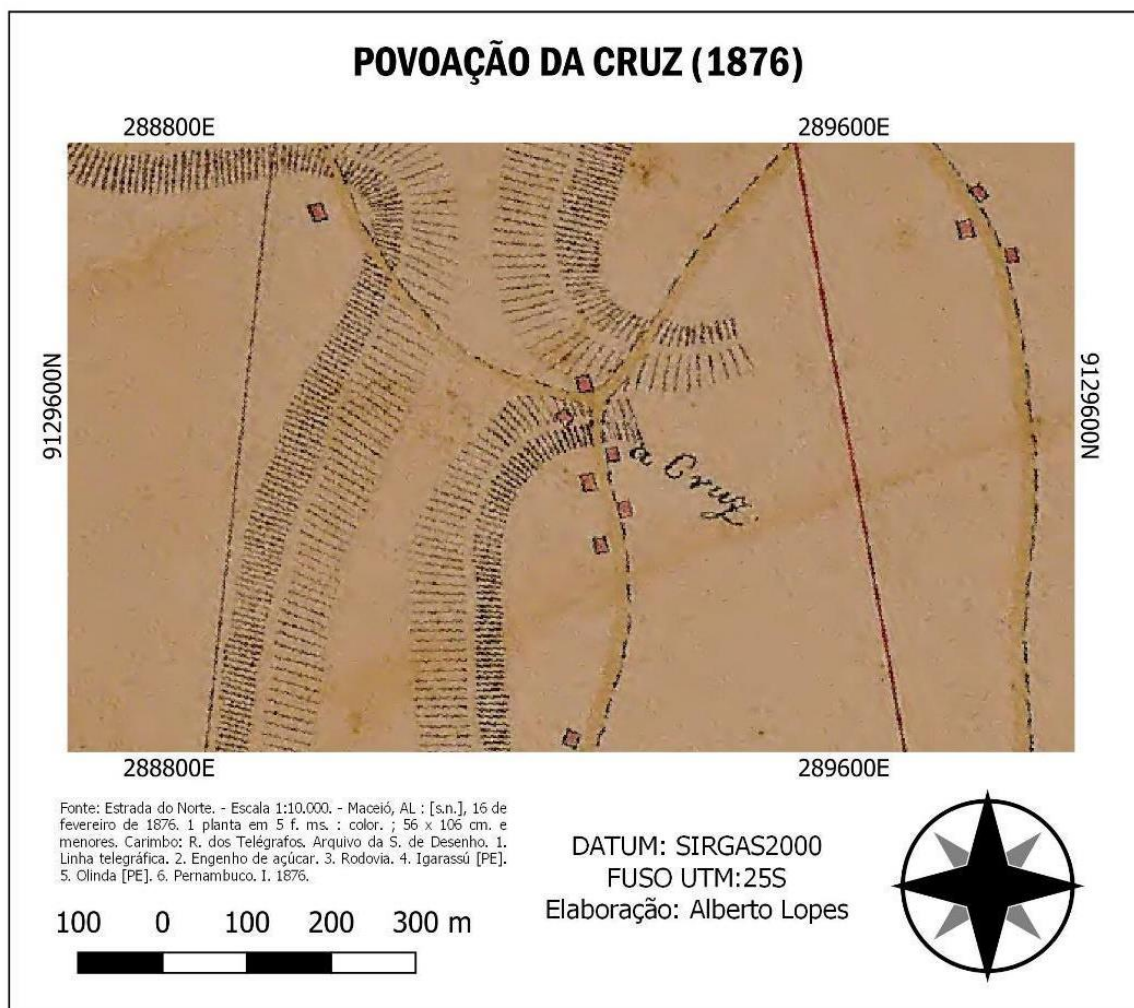 POVOAÇÃO DA CRUZ (1876)
288800E
289600E
9129600N
9129600N
a Cruz
288800E
289600E
Fonte: Estrada do Norte. - Escala 1:10.000. - Maceió, AL : [s.n.], 16 de
fevereiro de 1876. 1 planta em 5 f. ms. : color. ; 56 x 106 cm. e
menores. Carimbo: R. dos Telégrafos. Arquivo da S. de Desenho. 1.
Linha telegráfica. 2. Engenho de açúcar. 3. Rodovia. 4. Igarassú [PE].
5. Olinda [PE]. 6. Pernambuco. I. 1876.
100 0 100 200 300 m
DATUM: SIRGAS2000
FUSO UTM:25S
Elaboração: Alberto Lopes